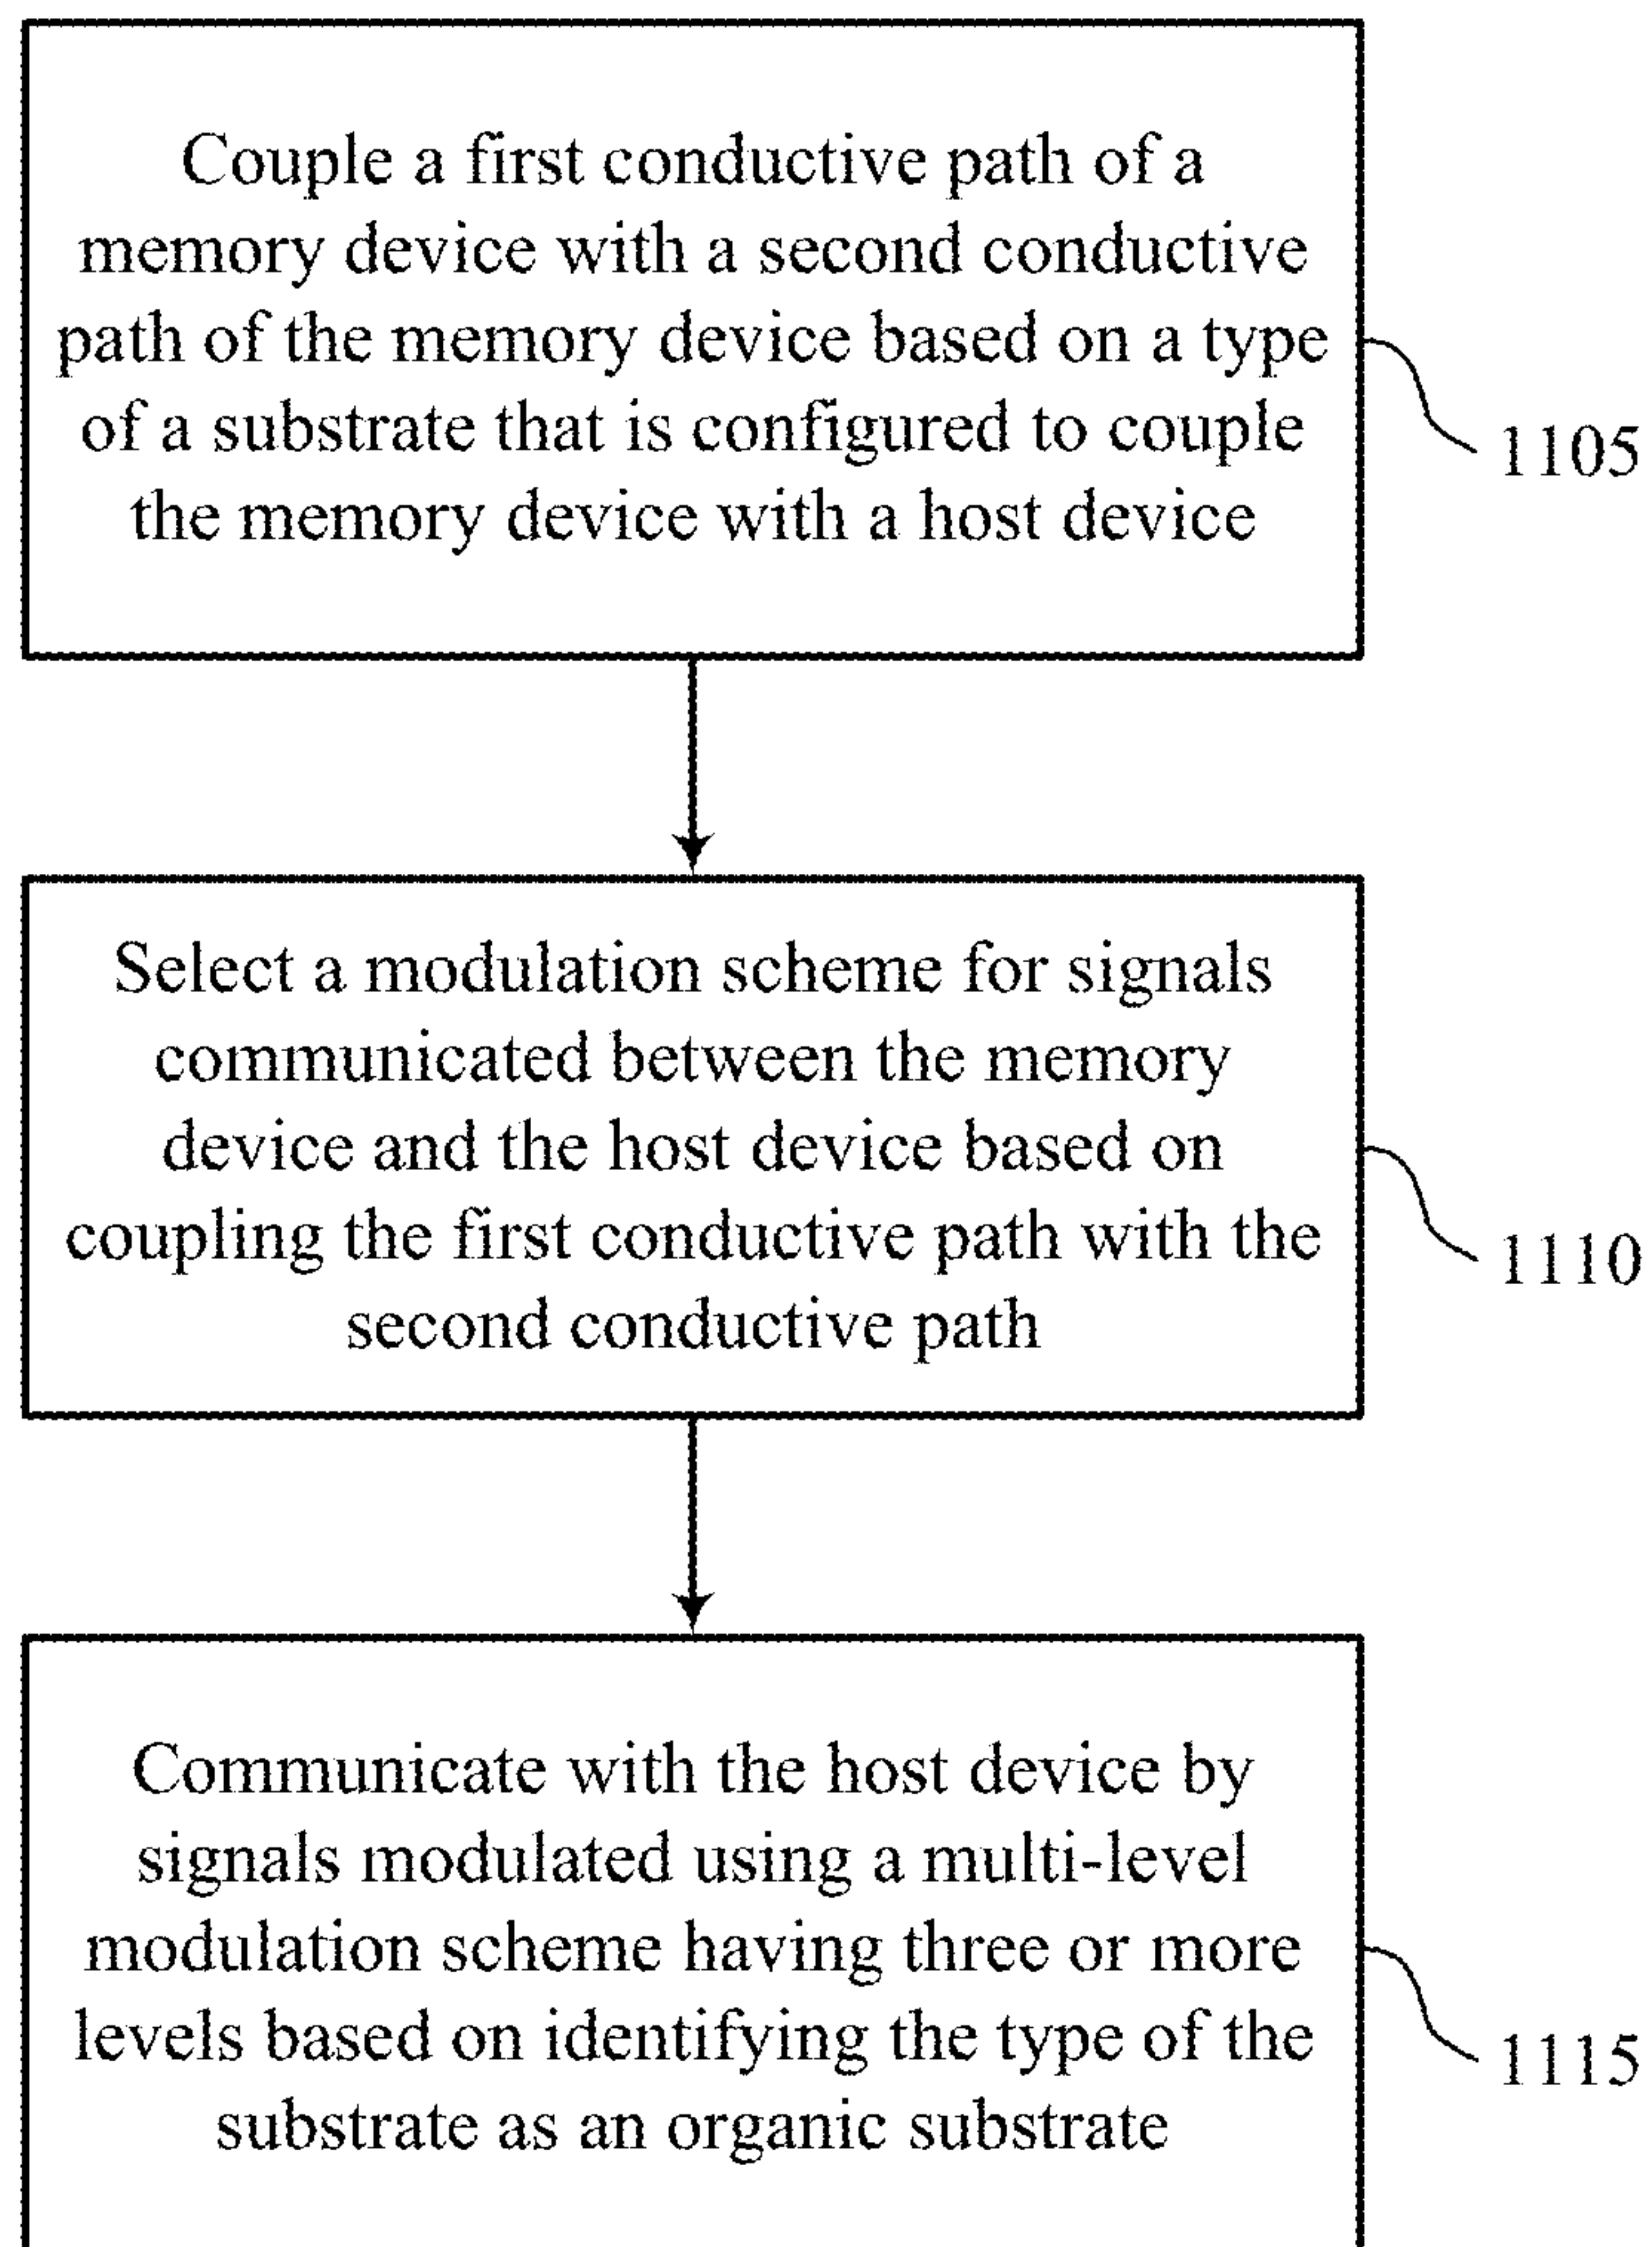 Couple a first conductive path of a
memory device with a second conductive
path of the memory device based on a type
of a substrate that is configured to couple
the memory device with a host device
1105
Select a modulation scheme for signals
communicated between the memory
device and the host device based on
coupling the first conductive path with the
second conductive path
1110
Communicate with the host device by
signals modulated using a multi-level
modulation scheme having three or more
levels based on identifying the type of the
substrate as an organic substrate
1115